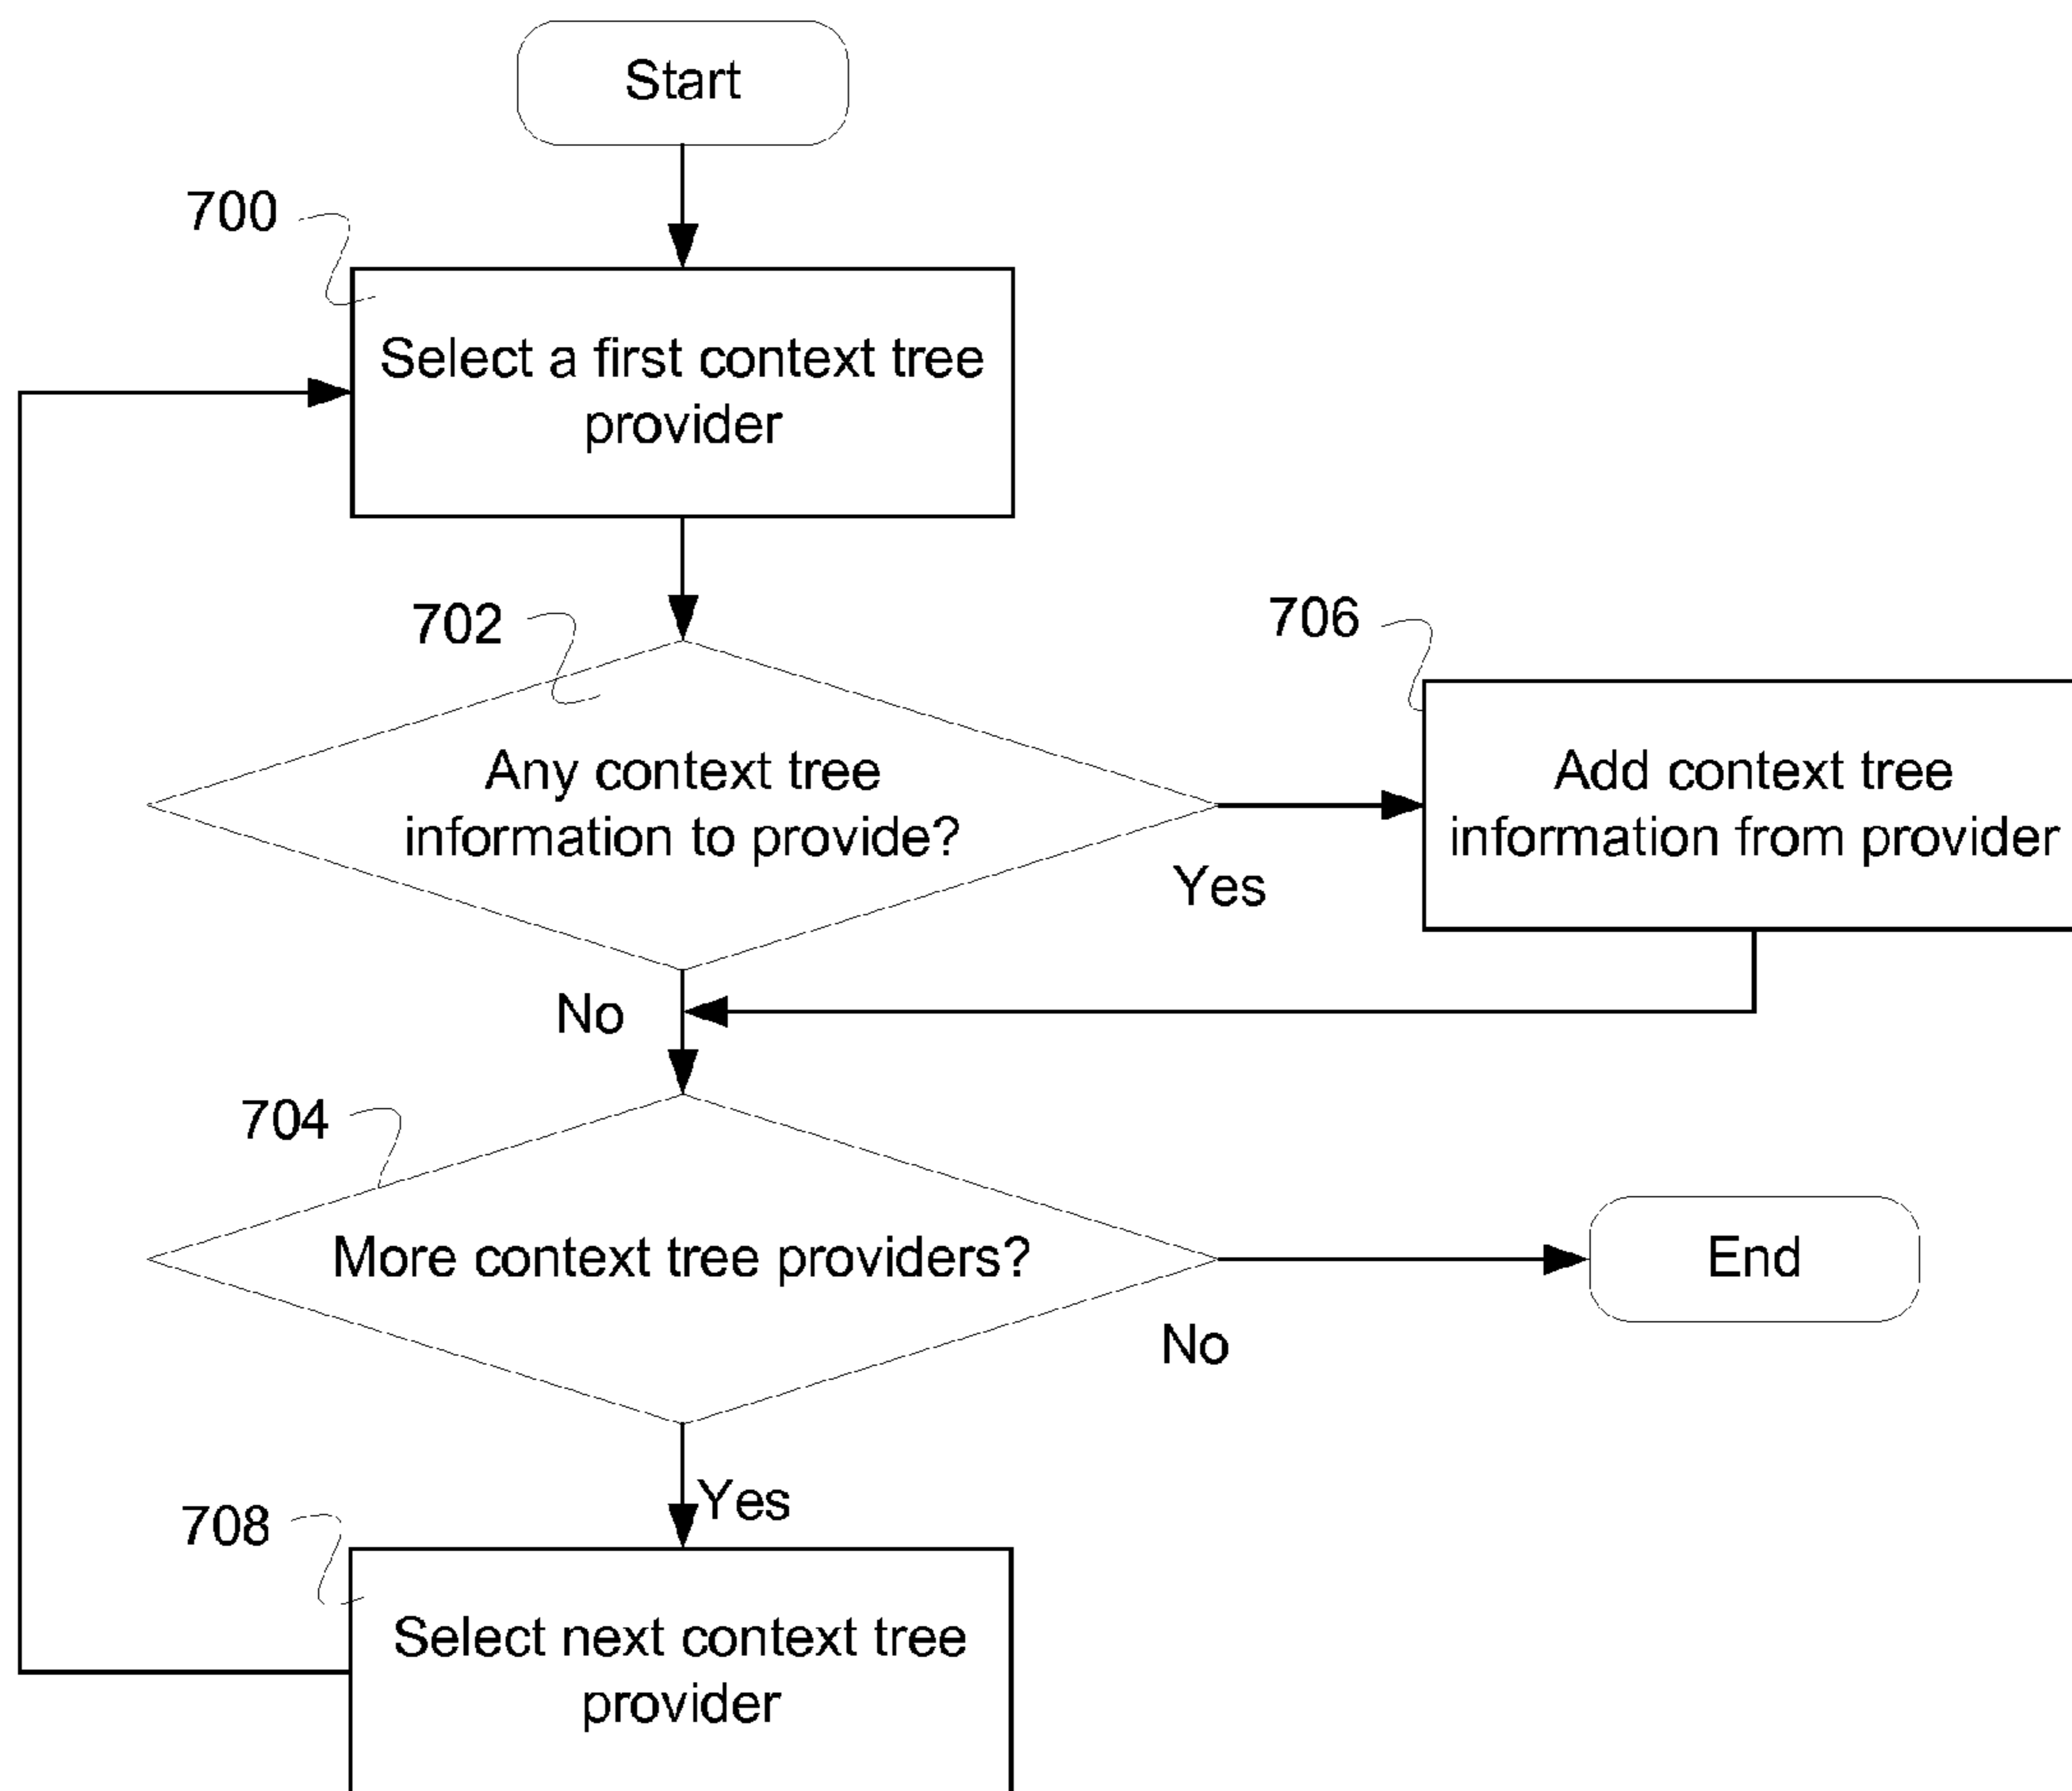 Start
700
Select a first context tree
provider
702
706
Any context tree
information to provide?
Add context tree
information from provider
Yes
No
704
More context tree providers?
End
No
Yes
708
Select next context tree
provider